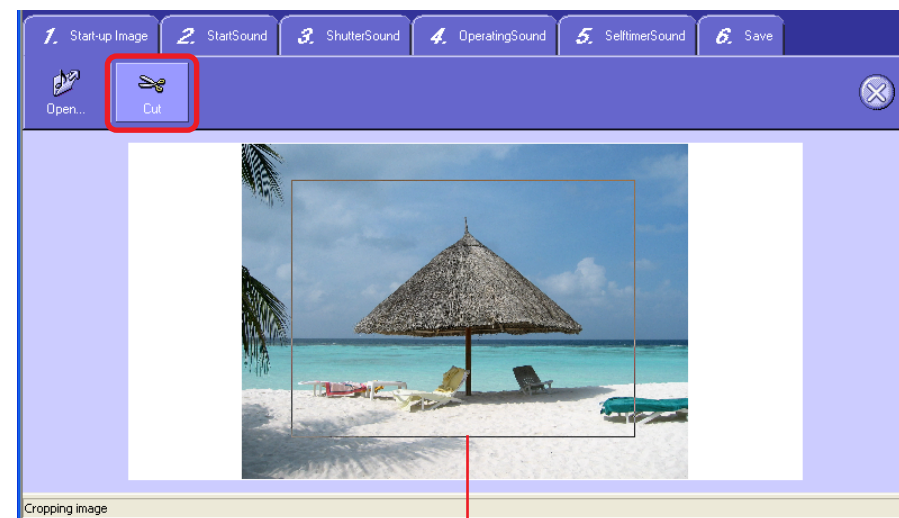 1. Start-up Image 2. StartSound 3. ShutterSound 4. OperatingSound 5. SelftimerSound 6. Save
Open... Cut
Cropping image